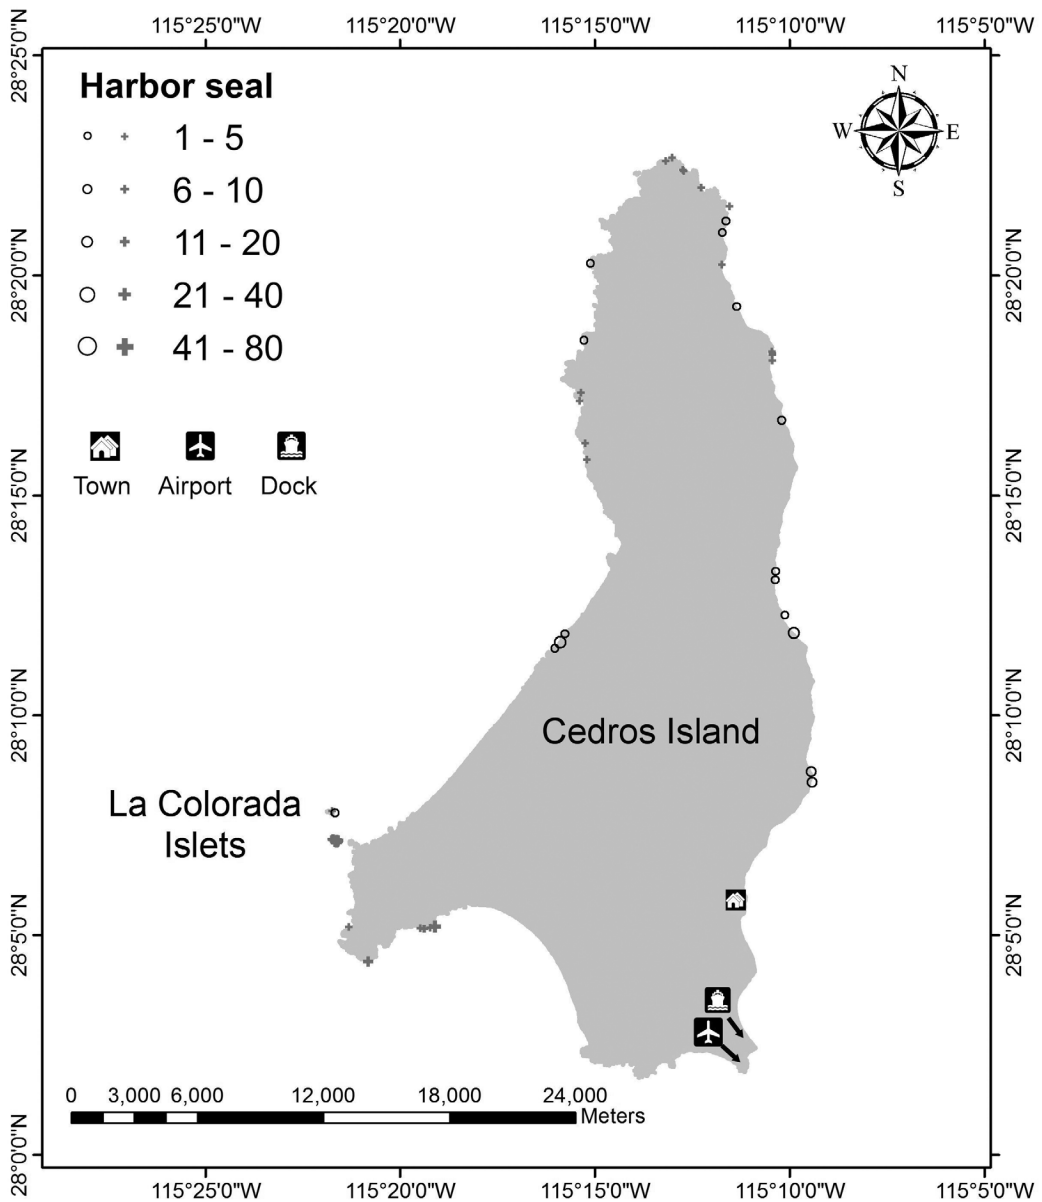 115°25'0"W 115°20'0"W 115°15'0"W 115°10'0"W 115°5'0"W
28°25'0"N
Harbor seal
1 - 5
6 - 10
11 - 20
21 - 40
41 - 80
N
W E
S
28°20'0"N 28°20'0"N
Town Airport Dock
28°15'0"N 28°15'0"N
28°10'0"N 28°10'0"N
Cedros Island
La Colorada
Islets
28°5'0"N 28°5'0"N
0 3,000 6,000 12,000 18,000 24,000
Meters
28°0'0"N
115°25'0"W 115°20'0"W 115°15'0"W 115°10'0"W 115°5'0"W